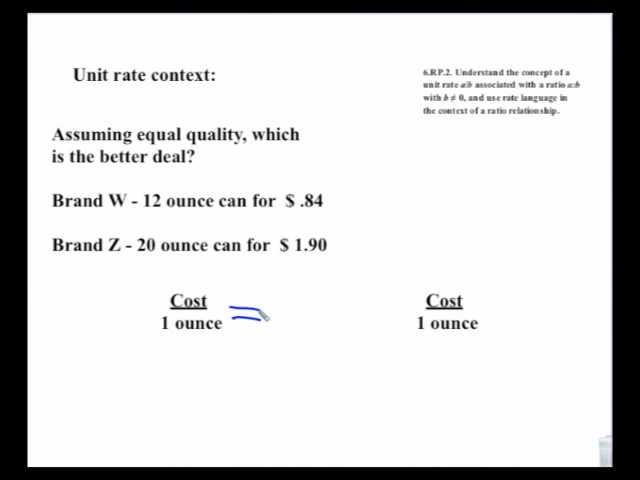 Unit rate context:
6.RP.2. Understand the concept of a
unit rate a/b associated with a ratio a:b
with b ≠ 0, and use rate language in
the context of a ratio relationship.
Assuming equal quality, which
is the better deal?
Brand W - 12 ounce can for $ .84
Brand Z - 20 ounce can for $ 1.90
Cost
1 ounce
=
Cost
1 ounce